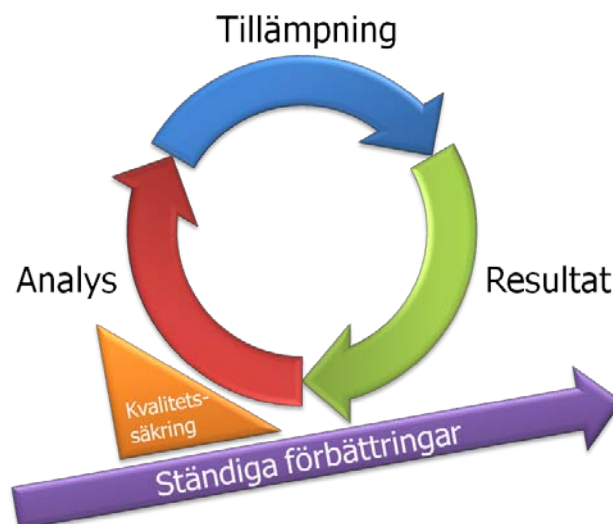 Tillämpning
Analys
Resultat
Kvalitets-
säkring
Ständiga förbättringar